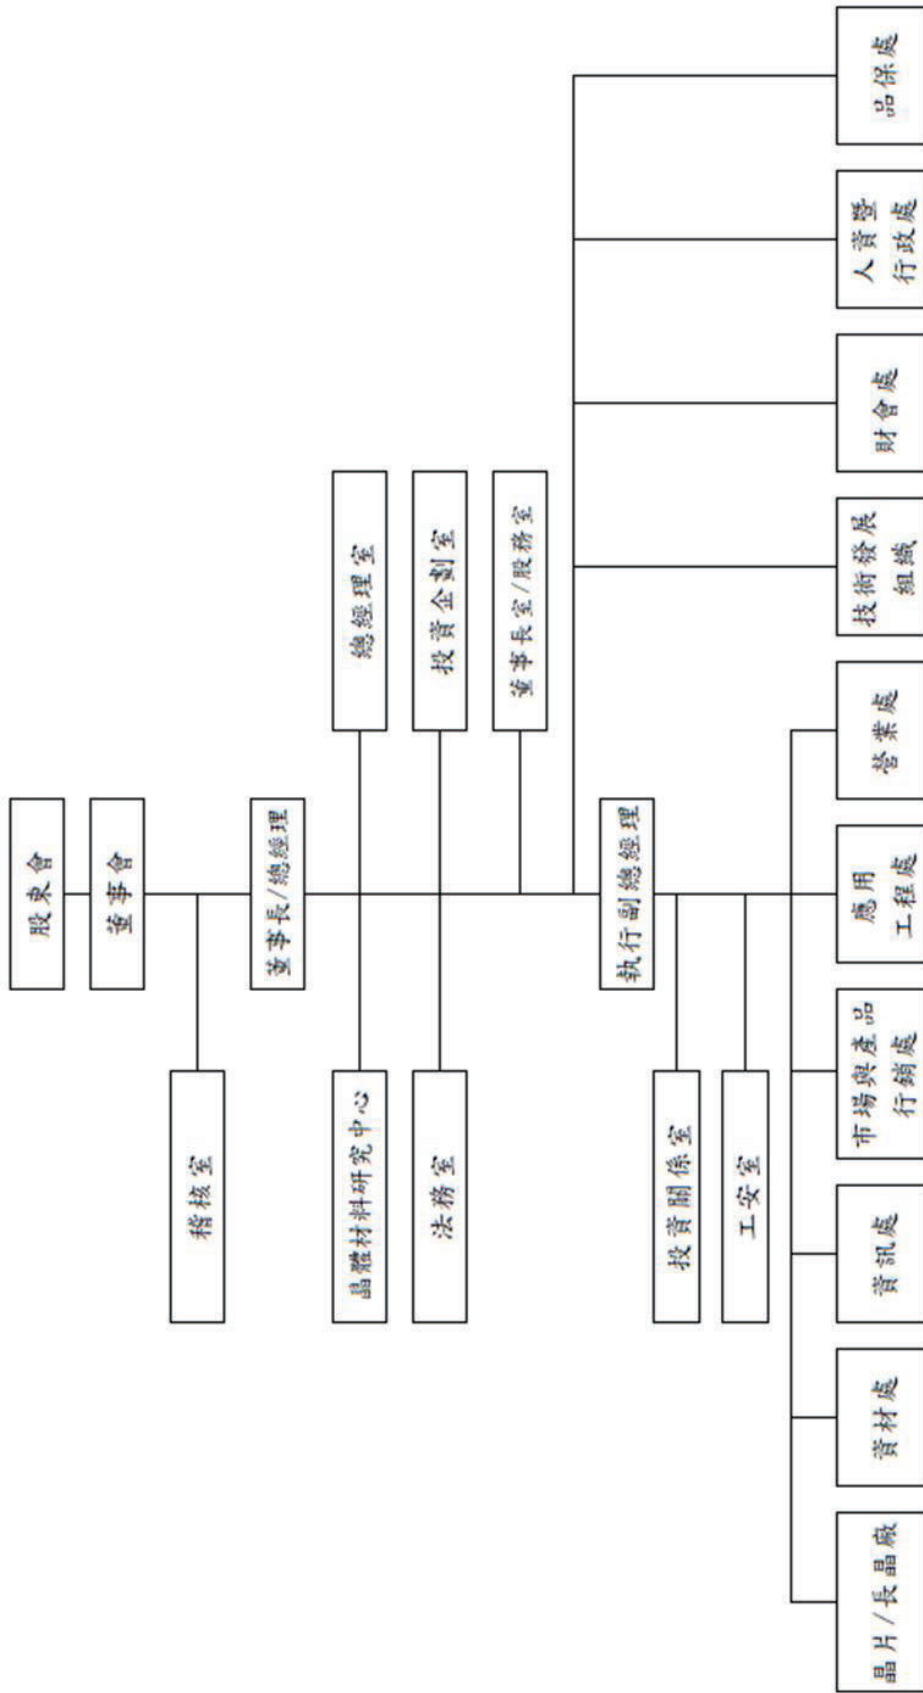 股東會
董事會
稽核室
董事長/總經理
晶體材料研究中心
總經理室
法務室
投資企劃室
董事長室/股務室
執行副總經理
投資關係室
工安室
晶片/長晶廠
資材處
資訊處
市場與產品
行銷處
應用
工程處
營業處
技術發展
組織
財會處
人資暨
行政處
品保處